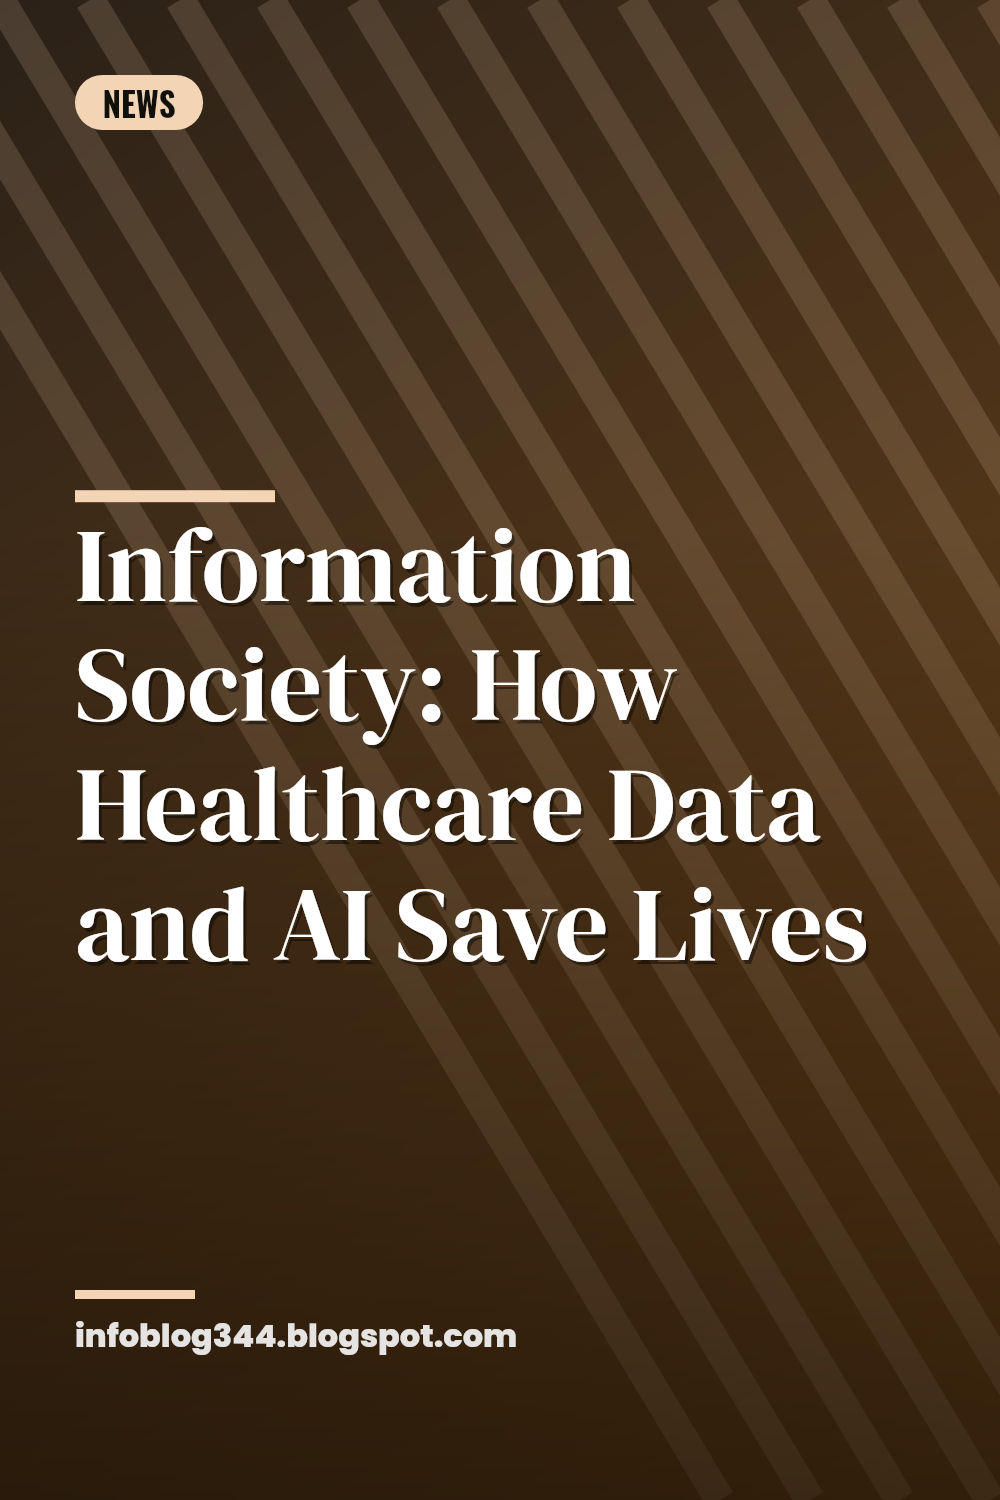 NEWS
Information
Society: How
Healthcare Data
and AI Save Lives
infoblog344.blogspot.com